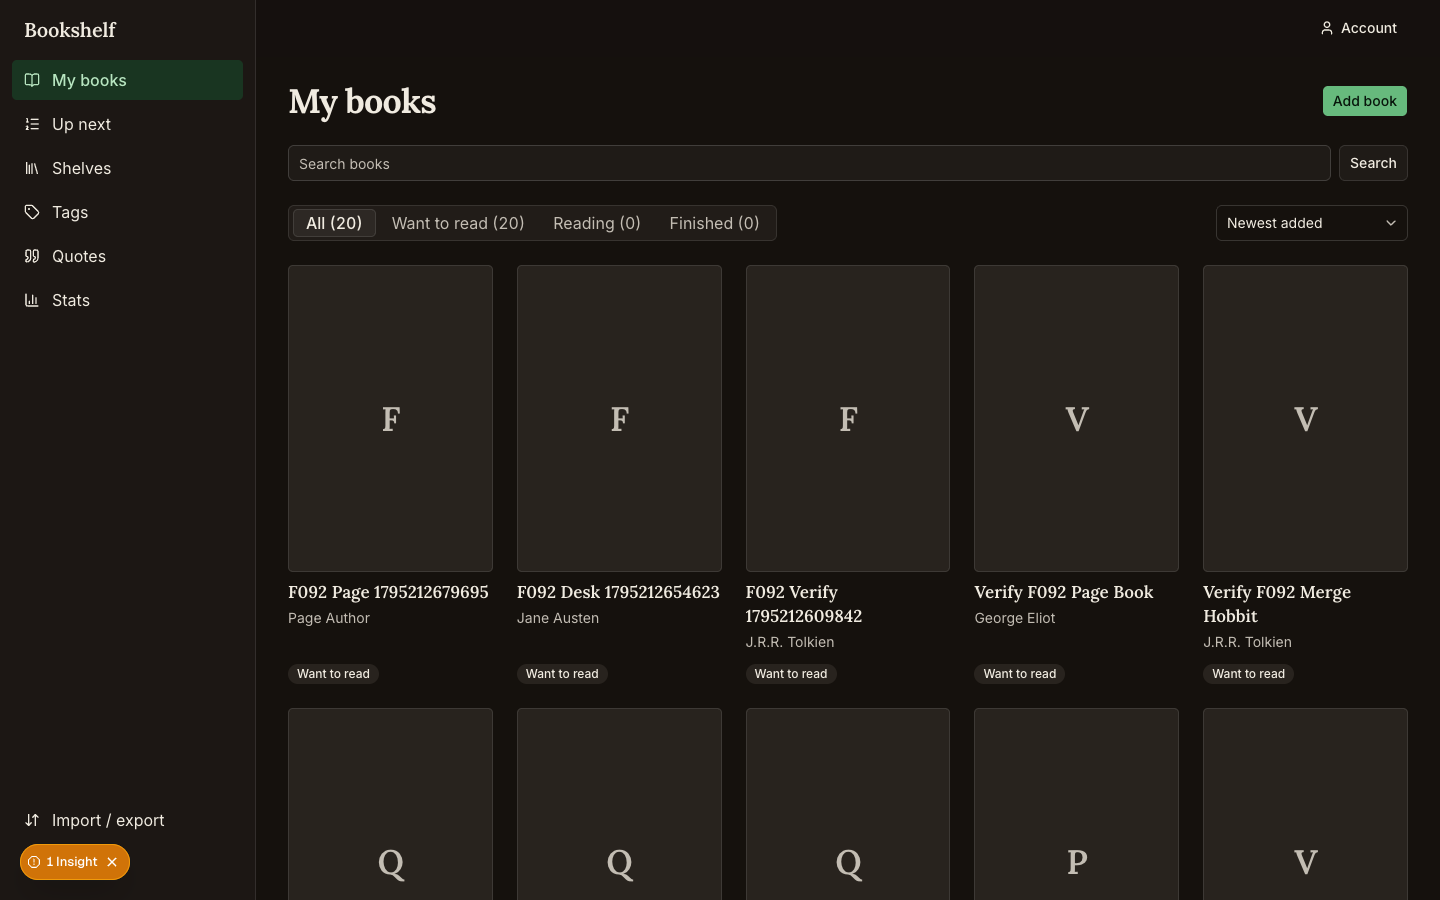 Bookshelf
Account
My books
Up next
Shelves
Tags
Quotes
Stats
Import / export
1 Insight
My books
Add book
Search books
Search
All (20)
Want to read (20)
Reading (0)
Finished (0)
Newest added
F
F
F
V
V
F092 Page 1795212679695
Page Author
Want to read
F092 Desk 1795212654623
Jane Austen
Want to read
F092 Verify
1795212609842
J.R.R. Tolkien
Want to read
Verify F092 Page Book
George Eliot
Want to read
Verify F092 Merge
Hobbit
J.R.R. Tolkien
Want to read
Q
Q
Q
P
V